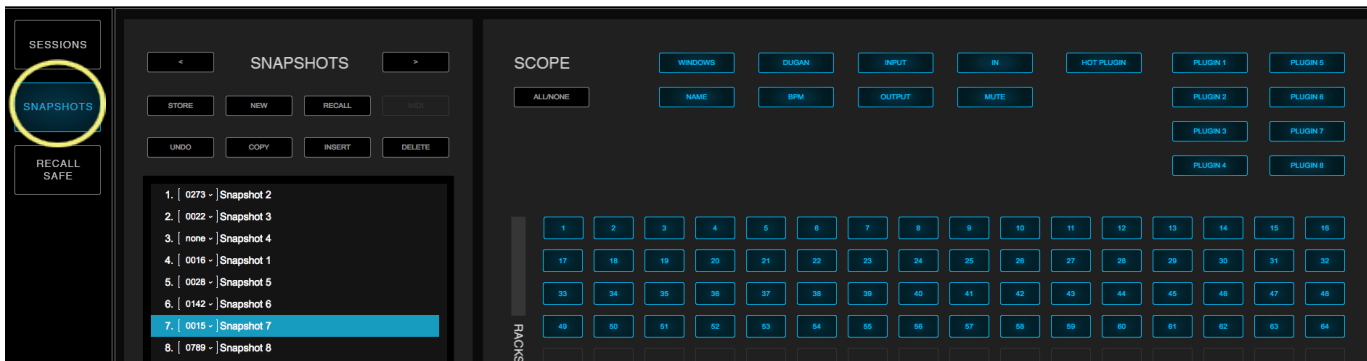 SESSIONS
SNAPSHOTS
RECALL
SAFE
< SNAPSHOTS >
STORE NEW RECALL MIDI
UNDO COPY INSERT DELETE
1. [ 0273 ⌄ ] Snapshot 2
2. [ 0022 ⌄ ] Snapshot 3
3. [ none ⌄ ] Snapshot 4
4. [ 0016 ⌄ ] Snapshot 1
5. [ 0028 ⌄ ] Snapshot 5
6. [ 0142 ⌄ ] Snapshot 6
7. [ 0015 ⌄ ] Snapshot 7
8. [ 0789 ⌄ ] Snapshot 8
SCOPE
ALL/NONE
WINDOWS DUGAN INPUT IN HOT PLUGIN PLUGIN 1 PLUGIN 5
NAME BPM OUTPUT MUTE PLUGIN 2 PLUGIN 6
PLUGIN 3 PLUGIN 7
PLUGIN 4 PLUGIN 8
RACKS
1 2 3 4 5 6 7 8 9 10 11 12 13 14 15 16
17 18 19 20 21 22 23 24 25 26 27 28 29 30 31 32
33 34 35 36 37 38 39 40 41 42 43 44 45 46 47 48
49 50 51 52 53 54 55 56 57 58 59 60 61 62 63 64